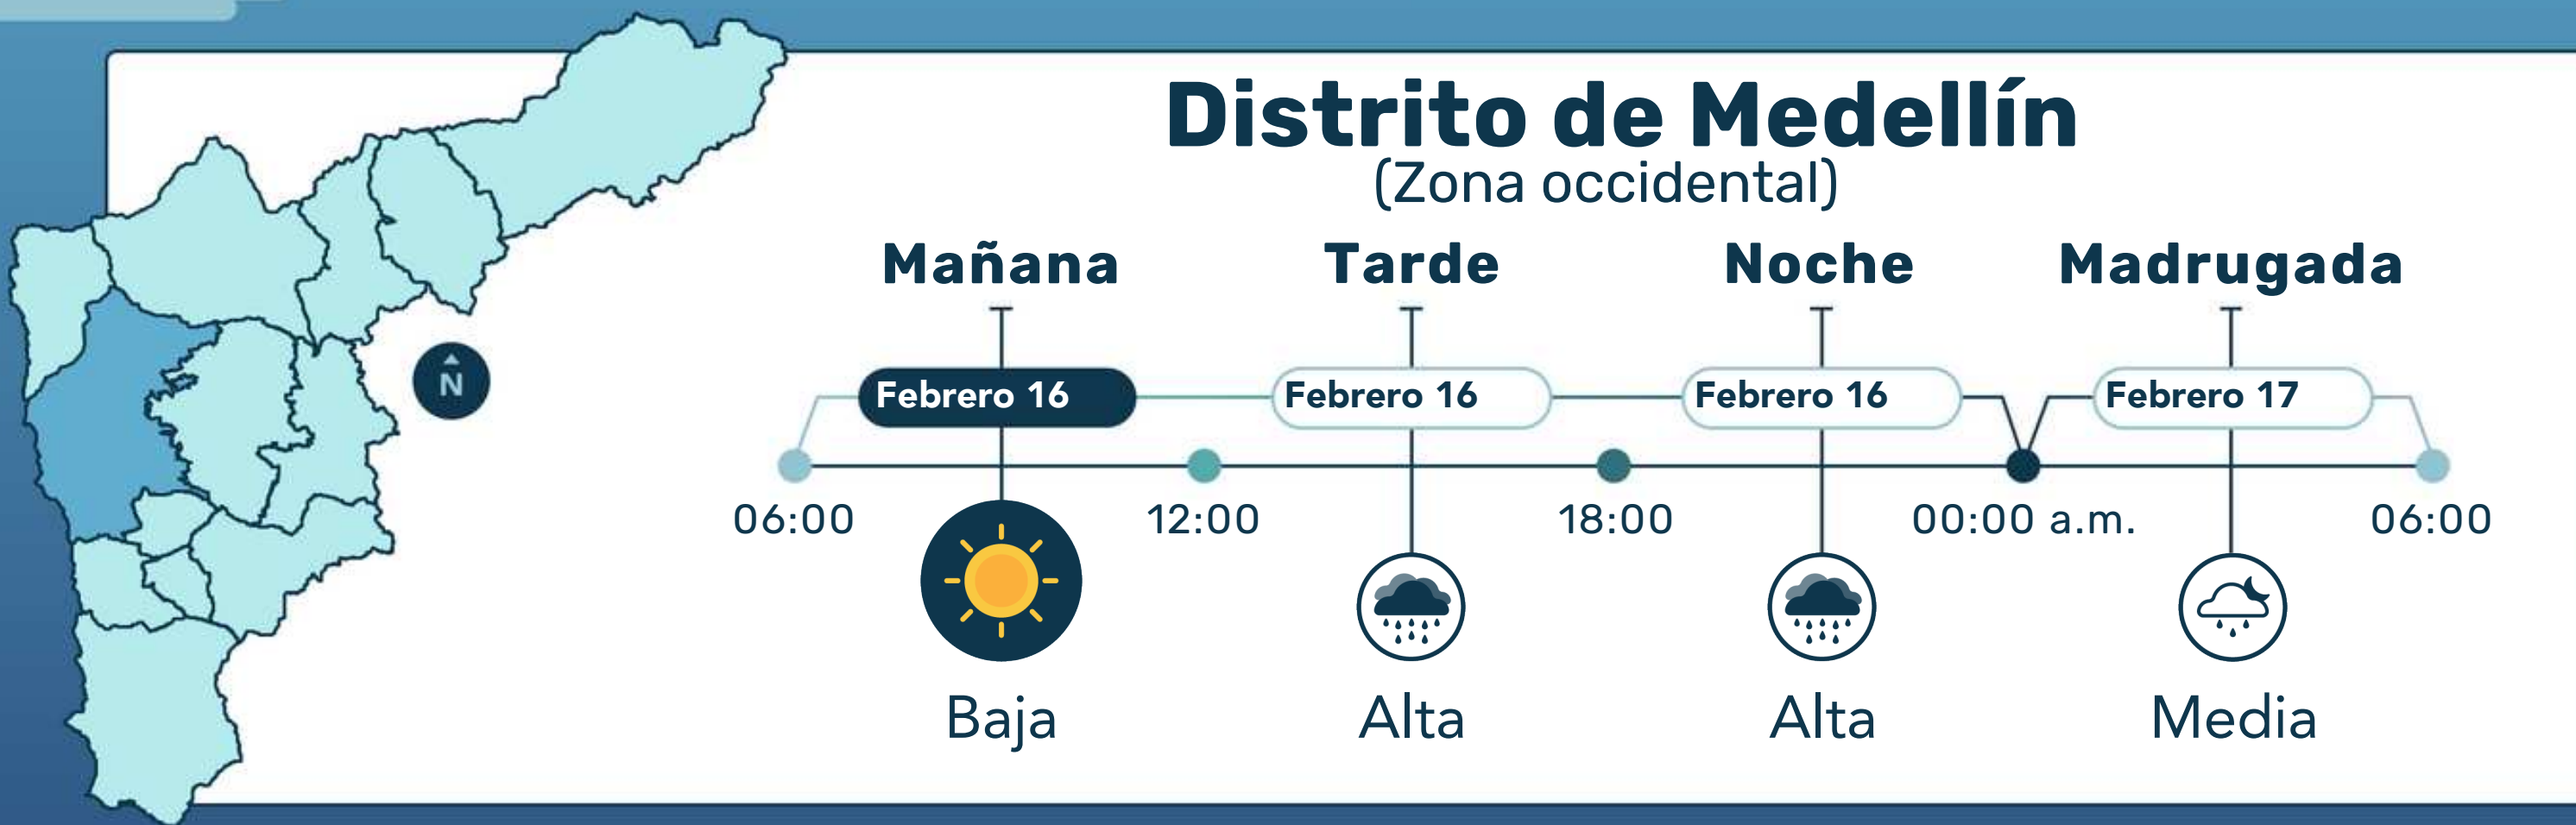 Distrito de Medellín
(Zona occidental)
Mañana Tarde Noche Madrugada
Febrero 16 Febrero 16 Febrero 16 Febrero 17
N
06:00 12:00 18:00 00:00 a.m. 06:00
Baja Alta Alta Media